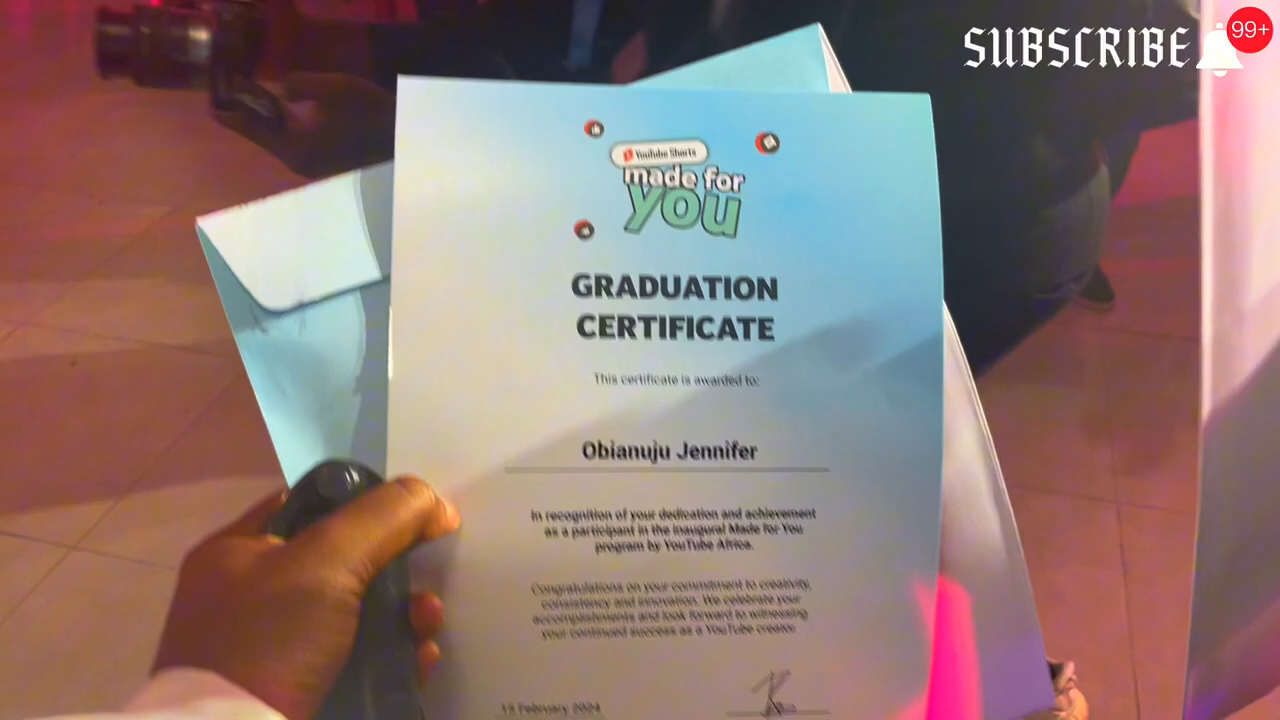 SUBSCRIBE
99+
YouTube Shorts
made for
you
GRADUATION
CERTIFICATE
This certificate is awarded to:
Obianuju Jennifer
In recognition of your dedication and achievement
as a participant in the inaugural Made for You
program by YouTube Africa.
Congratulations on your commitment to creativity,
consistency and innovation. We celebrate your
accomplishments and look forward to witnessing
your continued success as a YouTube creator.
15 February 2024